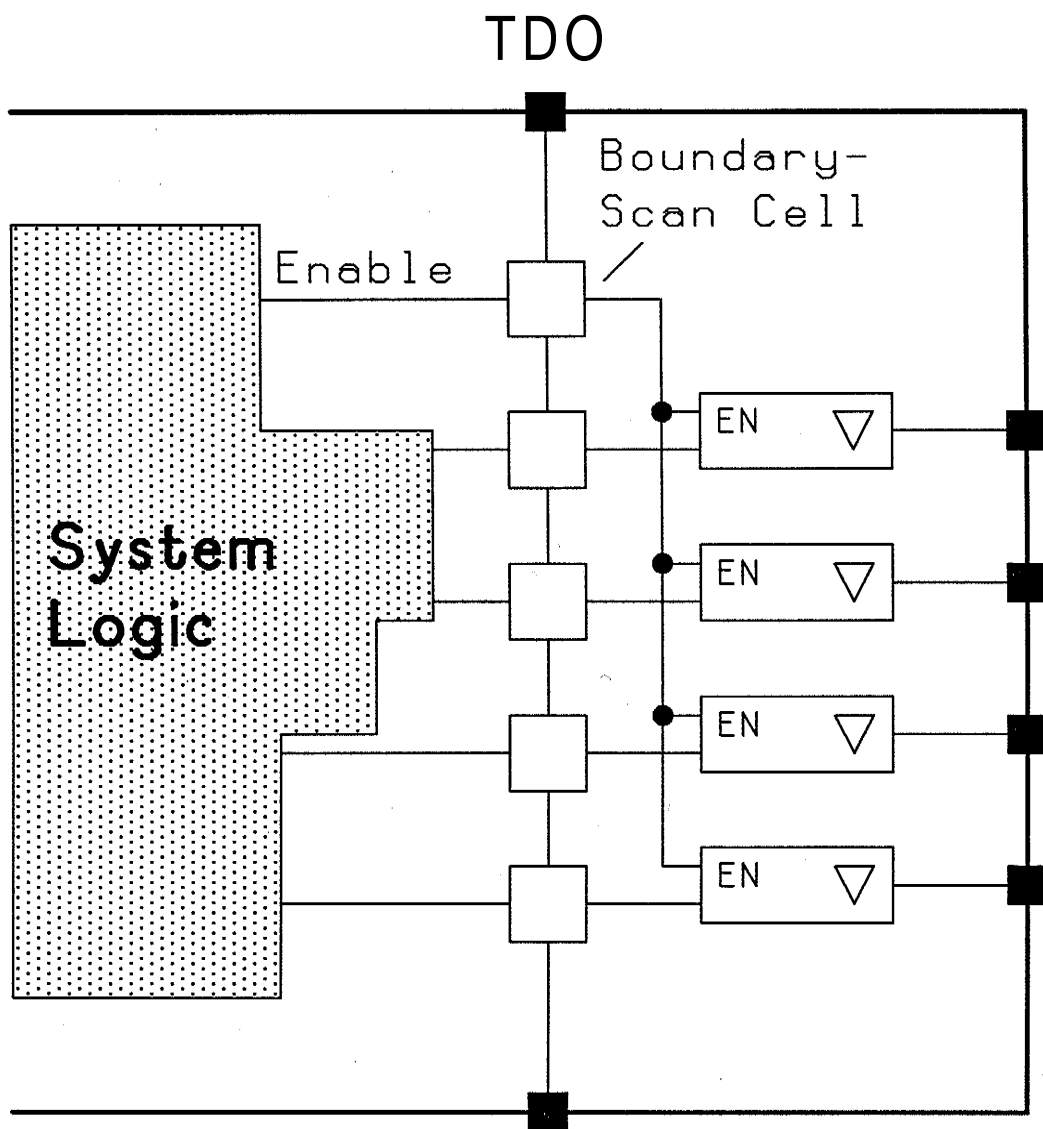 TDO
Boundary-
Scan Cell
Enable
EN
System
EN
Logic
EN
EN